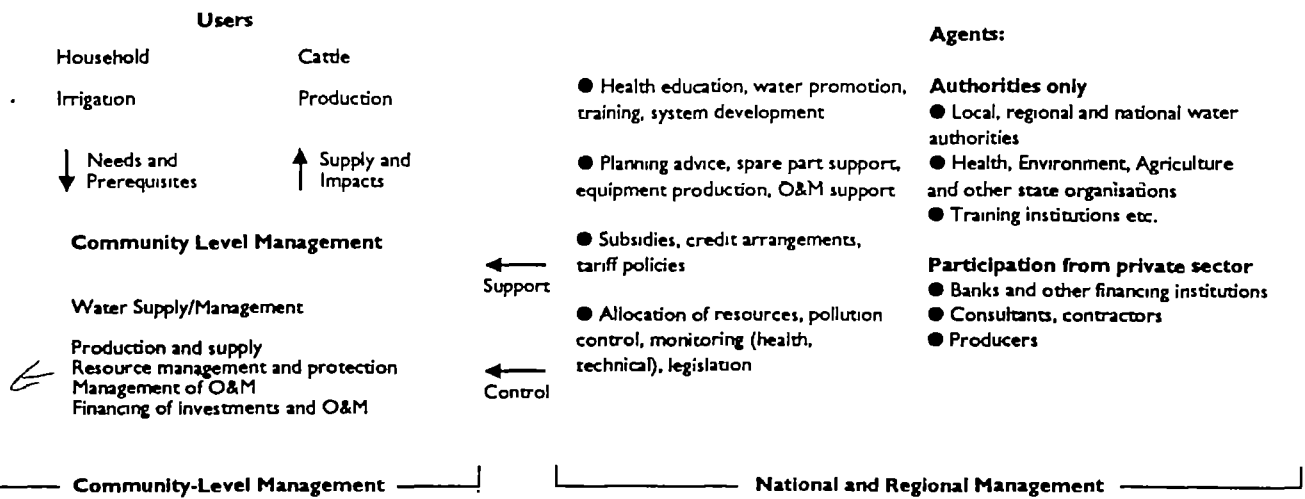 Users
Household
Cattle
Irrigation
Production
Needs and
Prerequisites
Supply and
Impacts
Community Level Management
Water Supply/Management
Production and supply
Resource management and protection
Management of O&M
Financing of investments and O&M
Support
Control
● Health education, water promotion,
training, system development
● Planning advice, spare part support,
equipment production, O&M support
● Subsidies, credit arrangements,
tariff policies
● Allocation of resources, pollution
control, monitoring (health,
technical), legislation
Agents:
Authorities only
● Local, regional and national water
authorities
● Health, Environment, Agriculture
and other state organisations
● Training institutions etc.
Participation from private sector
● Banks and other financing institutions
● Consultants, contractors
● Producers
Community-Level Management
National and Regional Management